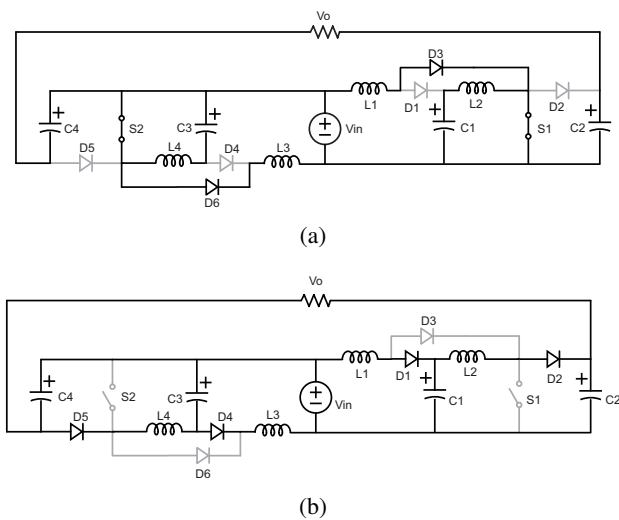 Vo
D3
L1
D1
L2
D2
C4
S2
C3
Vin
C1
S1
C2
D5
L4
D4
L3
D6
(a)
Vo
D3
L1
D1
L2
D2
C4
S2
C3
Vin
C1
S1
C2
D5
L4
D4
L3
D6
(b)